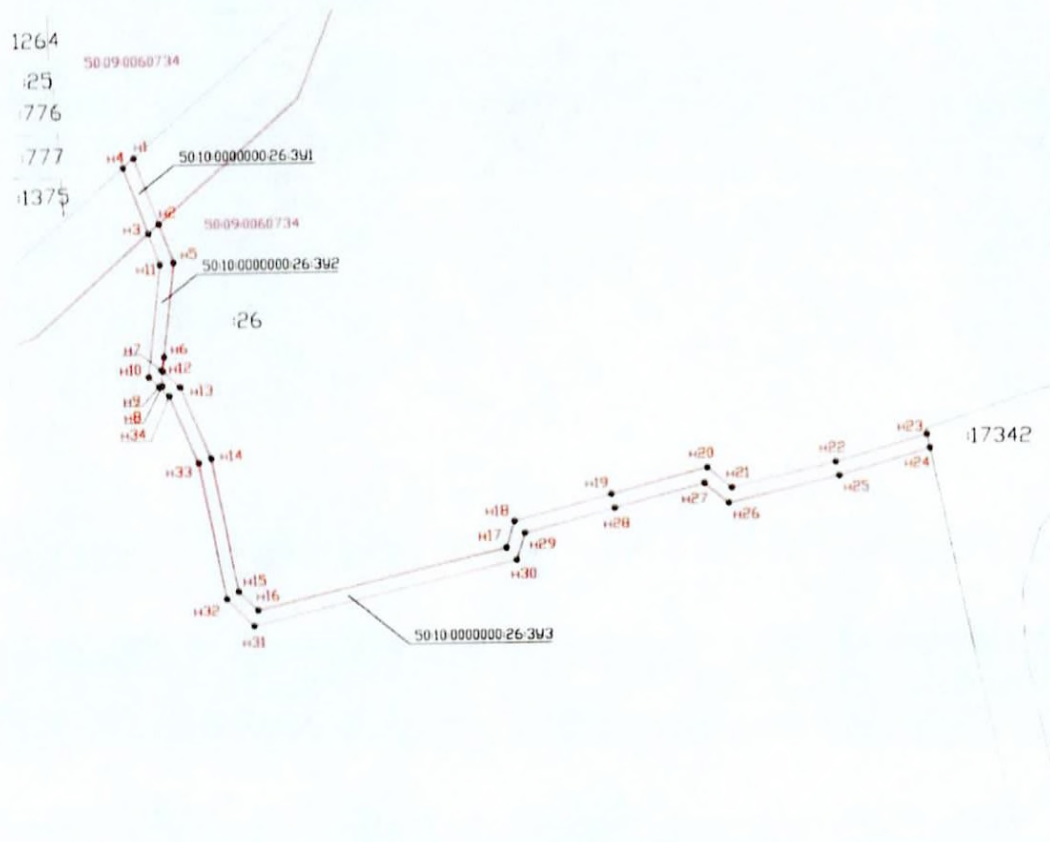 1264
50:09:0060734
:25
:776
:777
:1375
н1
н4
50:10:0000000:26:ЗУ1
н2
н3
50:09:0060734
н5
н11
50:10:0000000:26:ЗУ2
:26
н7
н6
н12
н10
н13
н9
н8
н34
н14
н33
н23
:17342
н22
н24
н20
н21
н25
н19
н27
н26
н18
н28
н17
н29
н30
н15
н16
н32
н31
50:10:0000000:26:ЗУ3